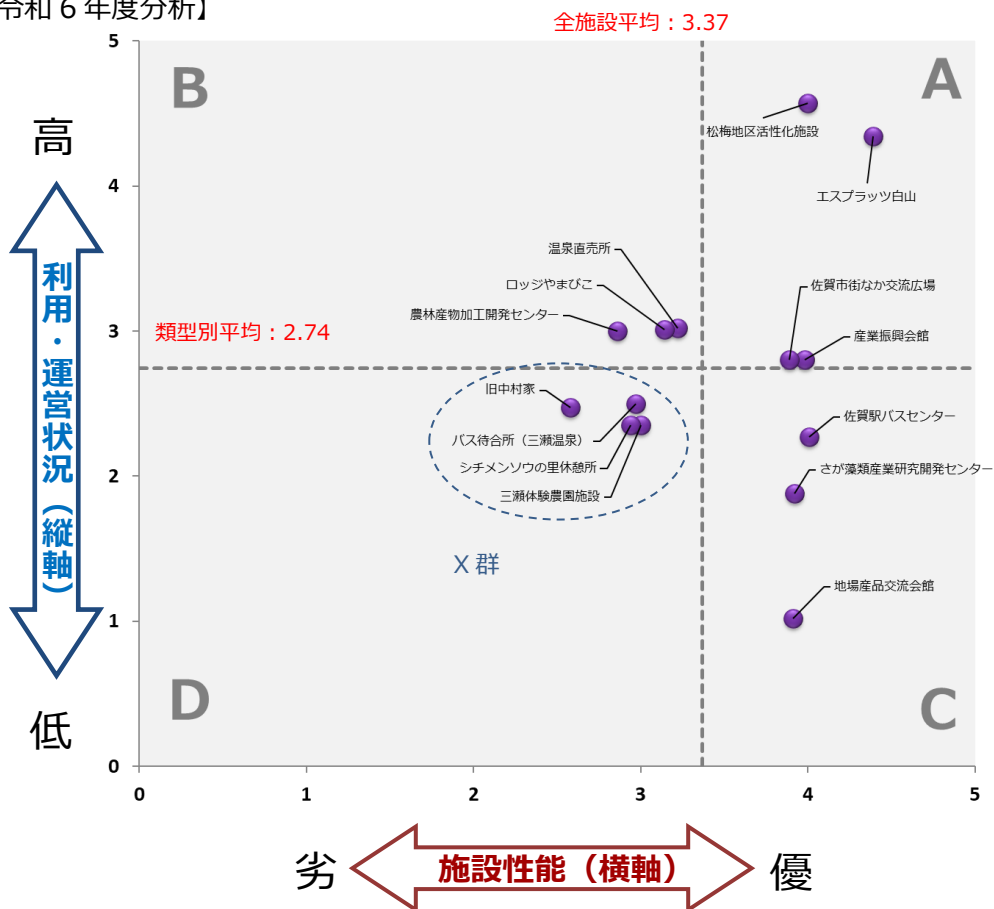 令和6年度分析】
全施設平均：3.37
5
B
A
高
松梅地区活性化施設
4
エスプラッツ白山
温泉直売所
ロッジやまびこ
佐賀市街なか交流広場
農林産物加工開発センター
3
類型別平均：2.74
産業振興会館
利用・運営状況（縦軸）
旧中村家
佐賀駅バスセンター
バス待合所（三瀬温泉）
シチメンソウの里休憩所
さが藻類産業研究開発センター
2
三瀬体験農園施設
X群
地場産品交流会館
1
D
C
低
0
0 1 2 3 4 5
劣 施設性能（横軸） 優